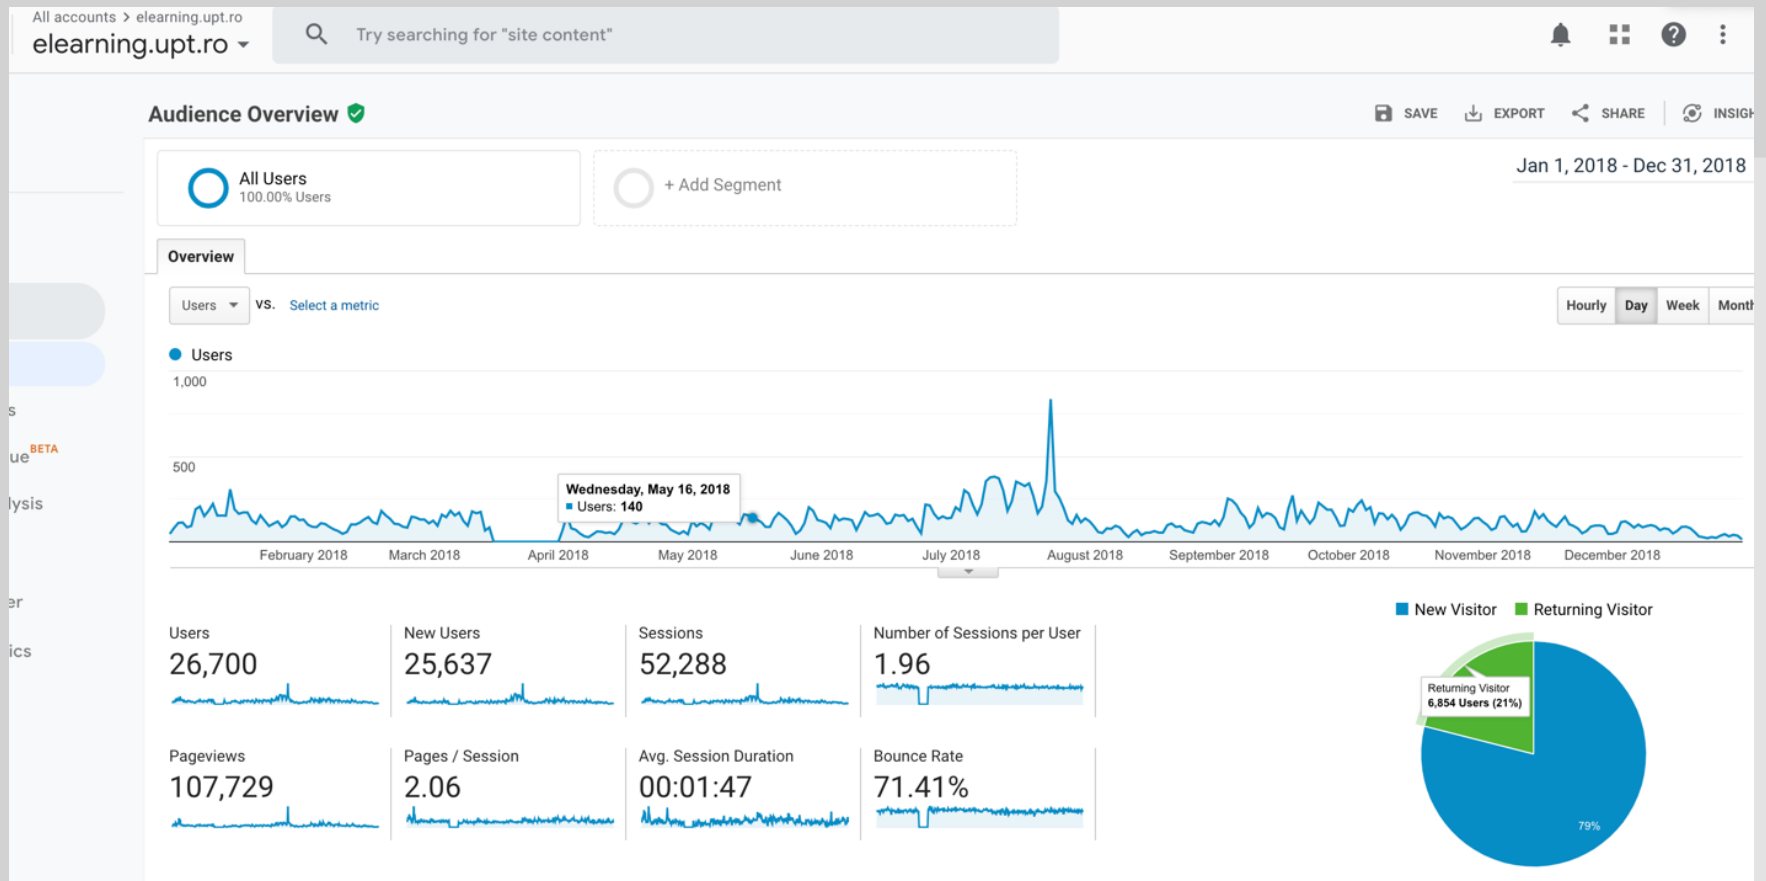 All accounts > elearning.upt.ro
elearning.upt.ro
Try searching for "site content"
Audience Overview
SAVE
EXPORT
SHARE
INSIGH
All Users
100.00% Users
+ Add Segment
Jan 1, 2018 - Dec 31, 2018
Overview
Users
VS.
Select a metric
Hourly
Day
Week
Month
s
ue BETA
lysis
er
ics
Users
1,000
500
Wednesday, May 16, 2018
Users: 140
February 2018
March 2018
April 2018
May 2018
June 2018
July 2018
August 2018
September 2018
October 2018
November 2018
December 2018
Users
26,700
New Users
25,637
Sessions
52,288
Number of Sessions per User
1.96
Pageviews
107,729
Pages / Session
2.06
Avg. Session Duration
00:01:47
Bounce Rate
71.41%
New Visitor
Returning Visitor
Returning Visitor
6,854 Users (21%)
79%